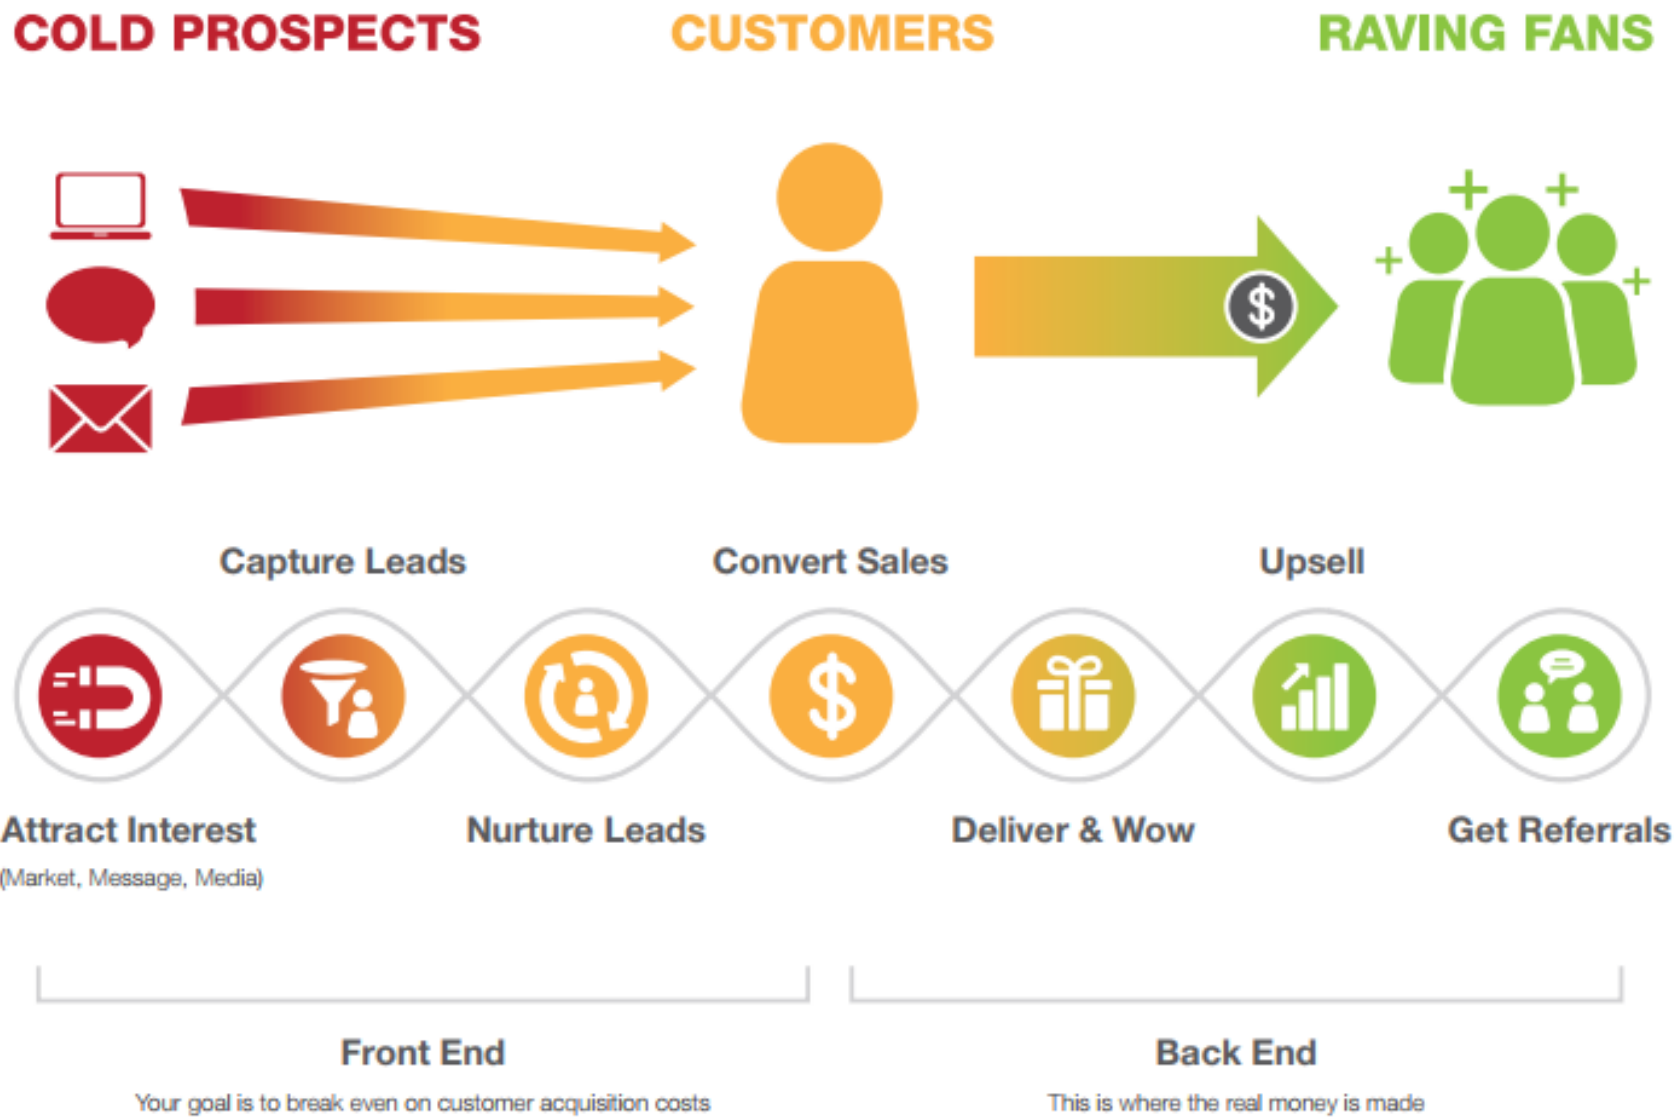 COLD PROSPECTS
CUSTOMERS
RAVING FANS
$
Capture Leads
Convert Sales
Upsell
$
Attract Interest
(Market, Message, Media)
Nurture Leads
Deliver & Wow
Get Referrals
Front End
Your goal is to break even on customer acquisition costs
Back End
This is where the real money is made